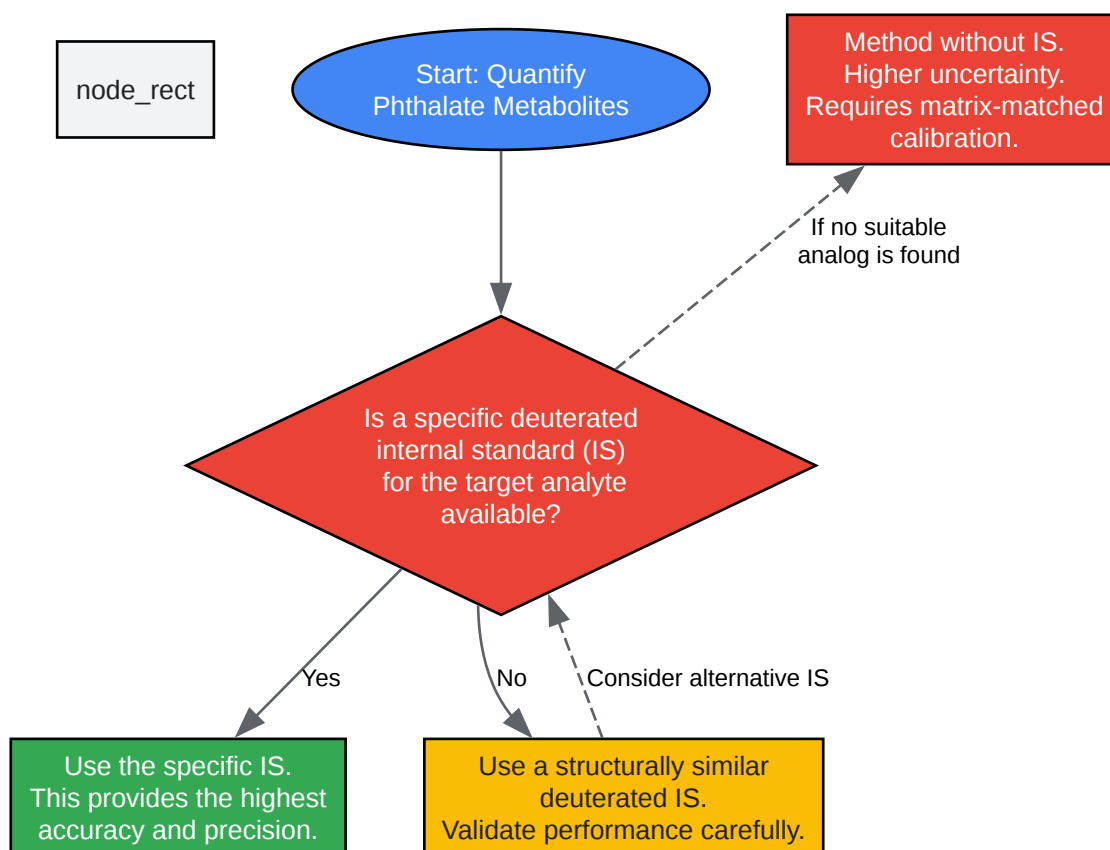 node_rect
Start: Quantify
Phthalate Metabolites
Method without IS.
Higher uncertainty.
Requires matrix-matched
calibration.
If no suitable
analog is found
Is a specific deuterated
internal standard (IS)
for the target analyte
available?
Yes
No
Consider alternative IS
Use the specific IS.
This provides the highest
accuracy and precision.
Use a structurally similar
deuterated IS.
Validate performance carefully.